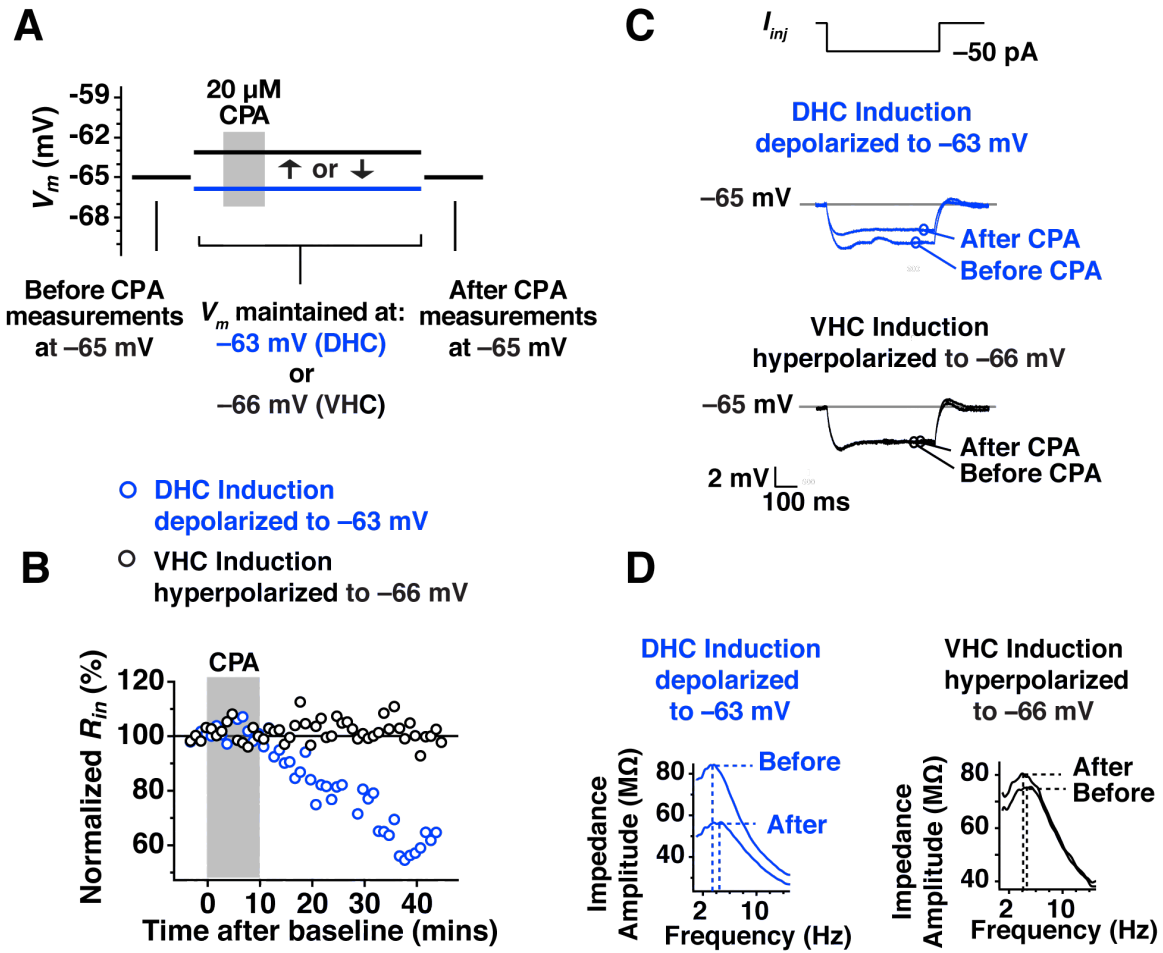 A
20 µM
CPA
-59
-62
-65
-68
Vm (mV)
or
Before CPA
measurements
at –65 mV
Vm maintained at:
–63 mV (DHC)
or
–66 mV (VHC)
After CPA
measurements
at –65 mV
DHC Induction
depolarized to –63 mV
VHC Induction
hyperpolarized to –66 mV
B
CPA
120
100
80
60
Normalized Rin (%)
0 10 20 30 40
Time after baseline (mins)
C
Iinj
–50 pA
DHC Induction
depolarized to –63 mV
–65 mV
After CPA
Before CPA
VHC Induction
hyperpolarized to –66 mV
–65 mV
After CPA
Before CPA
2 mV
100 ms
D
DHC Induction
depolarized
to –63 mV
80
60
40
Impedance
Amplitude (MΩ)
Before
After
2 10
Frequency (Hz)
VHC Induction
hyperpolarized
to –66 mV
80
60
40
Impedance
Amplitude (MΩ)
After
Before
2 10
Frequency (Hz)